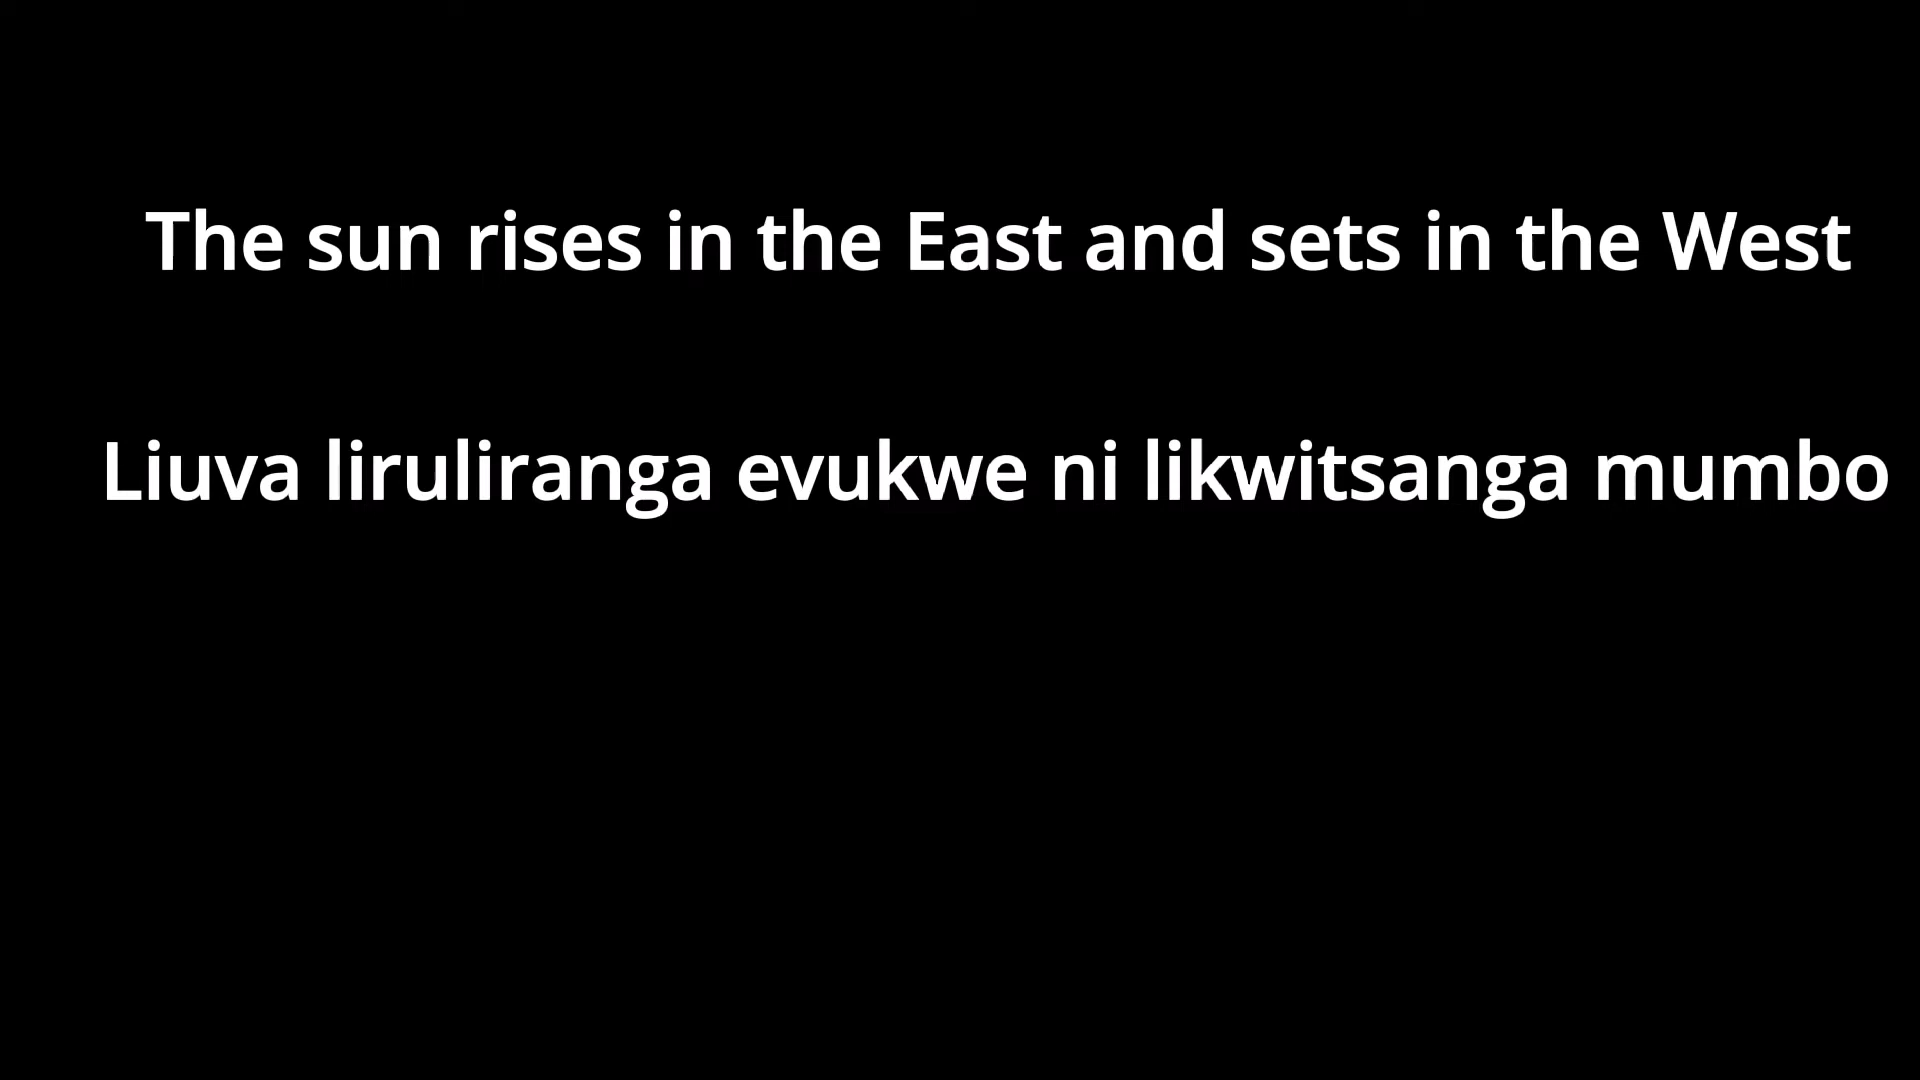 The sun rises in the East and sets in the West
Liuva liruliranga evukwe ni likwitsanga mumbo